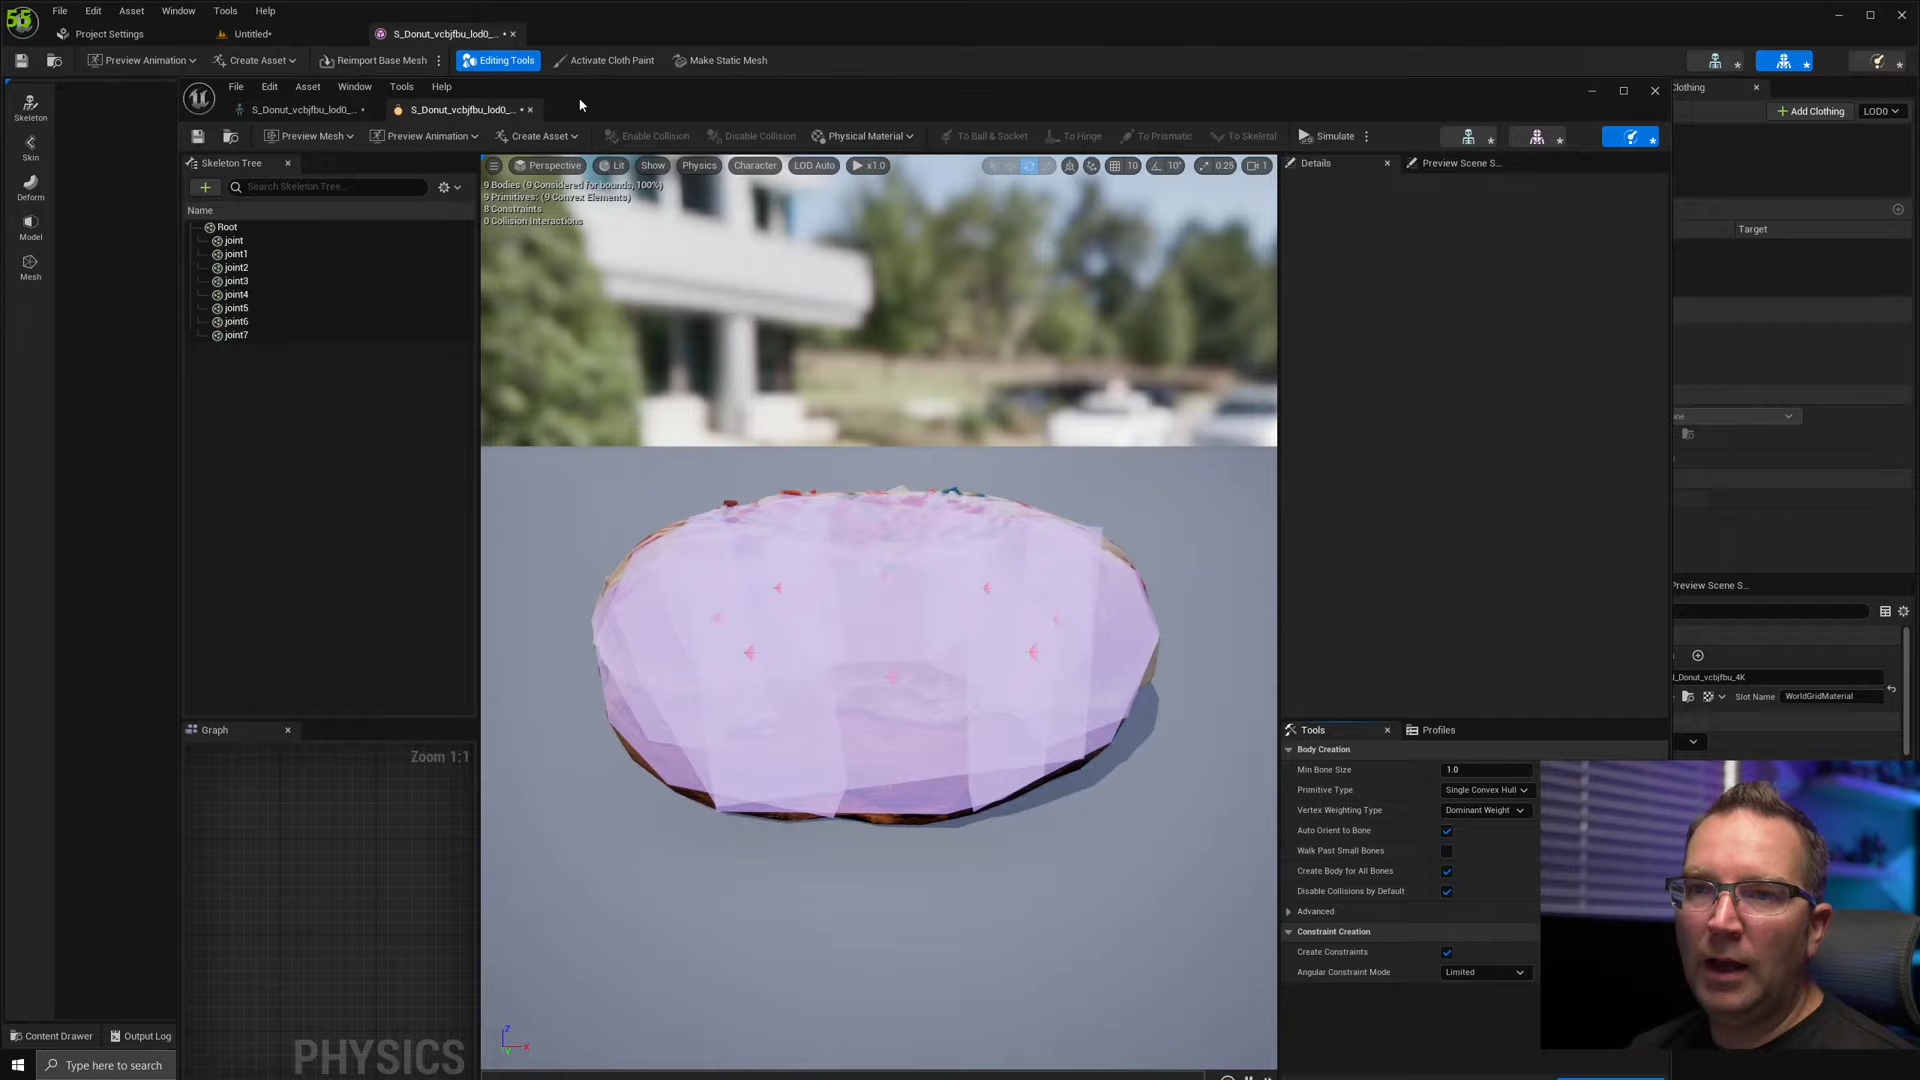 55
File Edit Asset Window Tools Help
Project Settings Untitled* S_Donut_vcbjfbu_lod0_... •
Preview Animation Create Asset Reimport Base Mesh Editing Tools Activate Cloth Paint Make Static Mesh
Skeleton
Skin
Deform
Model
Mesh
File Edit Asset Window Tools Help
S_Donut_vcbjfbu_lod0_... • S_Donut_vcbjfbu_lod0_... •
Preview Mesh Preview Animation Create Asset Enable Collision Disable Collision Physical Material To Ball & Socket To Hinge To Prismatic To Skeletal Simulate
Skeleton Tree
Search Skeleton Tree...
Name
Root
joint
joint1
joint2
joint3
joint4
joint5
joint6
joint7
Graph
Zoom 1:1
PHYSICS
Perspective Lit Show Physics Character LOD Auto x1.0 10 10° 0.25 1
9 Bodies (9 Considered for bounds, 100%)
9 Primitives: (9 Convex Elements)
8 Constraints
0 Collision Interactions
Z
X
Y
Details Preview Scene S...
Tools Profiles
Body Creation
Min Bone Size 1.0
Primitive Type Single Convex Hull
Vertex Weighting Type Dominant Weight
Auto Orient to Bone
Walk Past Small Bones
Create Body for All Bones
Disable Collisions by Default
Advanced
Constraint Creation
Create Constraints
Angular Constraint Mode Limited
Clothing
Add Clothing LOD0
Target
Preview Scene S...
_Donut_vcbjfbu_4K
Slot Name WorldGridMaterial
Content Drawer Output Log
Type here to search